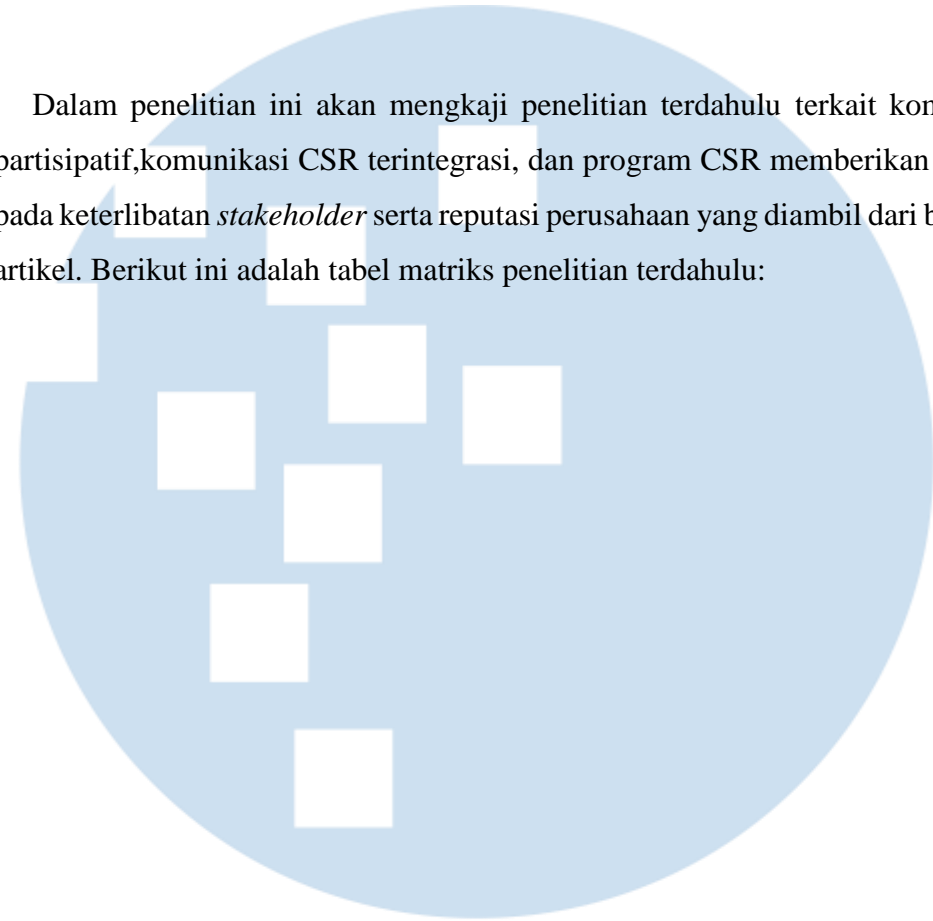 Dalam penelitian ini akan mengkaji penelitian terdahulu terkait
partisipatif,komunikasi CSR terintegrasi, dan program CSR memberikan
pada keterlibatan stakeholder serta reputasi perusahaan yang diambil dari
artikel. Berikut ini adalah tabel matriks penelitian terdahulu: